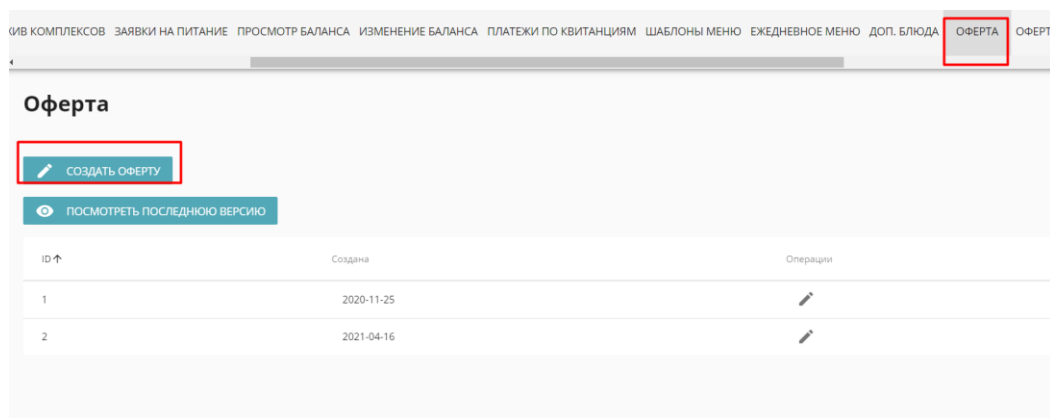 ХИВ КОМПЛЕКСОВ ЗАЯВКИ НА ПИТАНИЕ ПРОСМОТР БАЛАНСА ИЗМЕНЕНИЕ БАЛАНСА ПЛАТЕЖИ ПО КВИТАНЦИЯМ ШАБЛОНЫ МЕНЮ ЕЖЕДНЕВНОЕ МЕНЮ ДОП. БЛЮДА ОФЕРТА ОФЕРТ
Оферта
СОЗДАТЬ ОФЕРТУ
ПОСМОТРЕТЬ ПОСЛЕДНЮЮ ВЕРСИЮ
ID Создана Операции
1 2020-11-25
2 2021-04-16